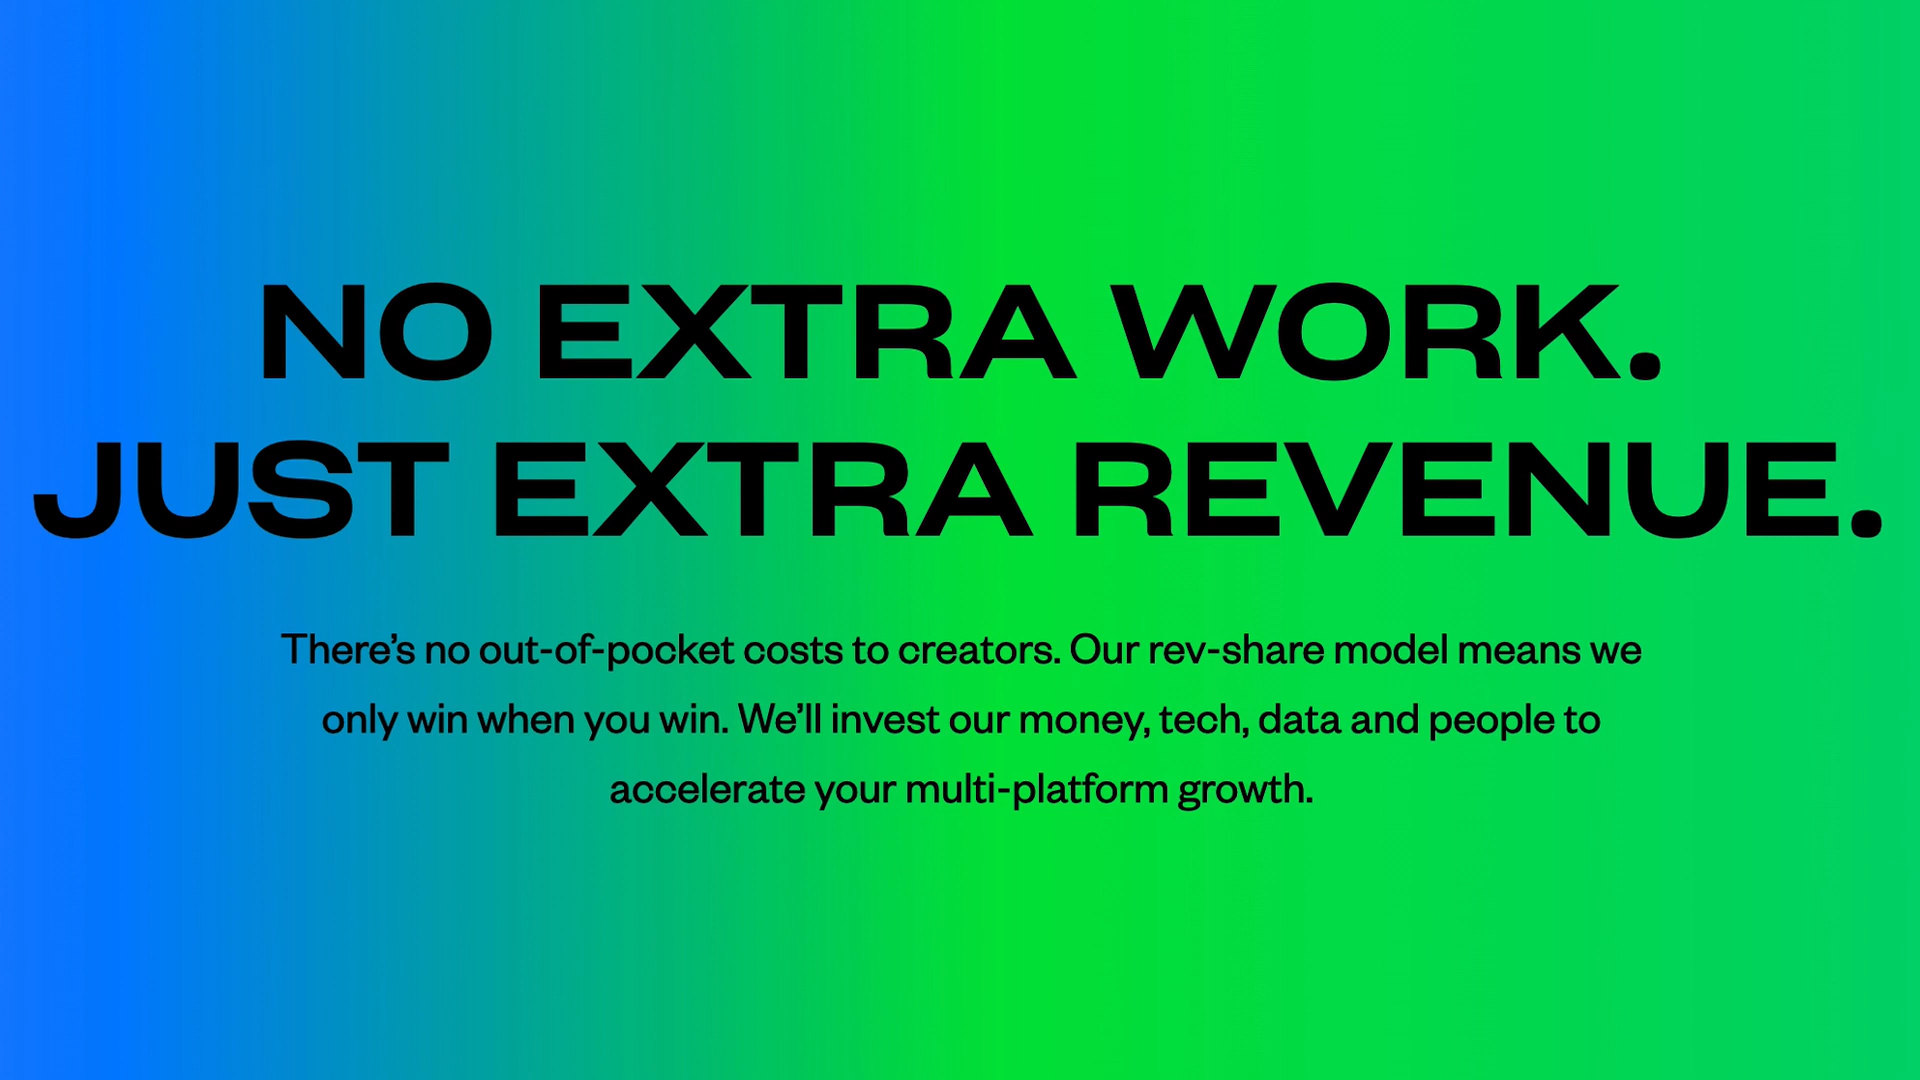 NO EXTRA WORK.
JUST EXTRA REVENUE.
There’s no out-of-pocket costs to creators. Our rev-share model means we
only win when you win. We’ll invest our money, tech, data and people to
accelerate your multi-platform growth.